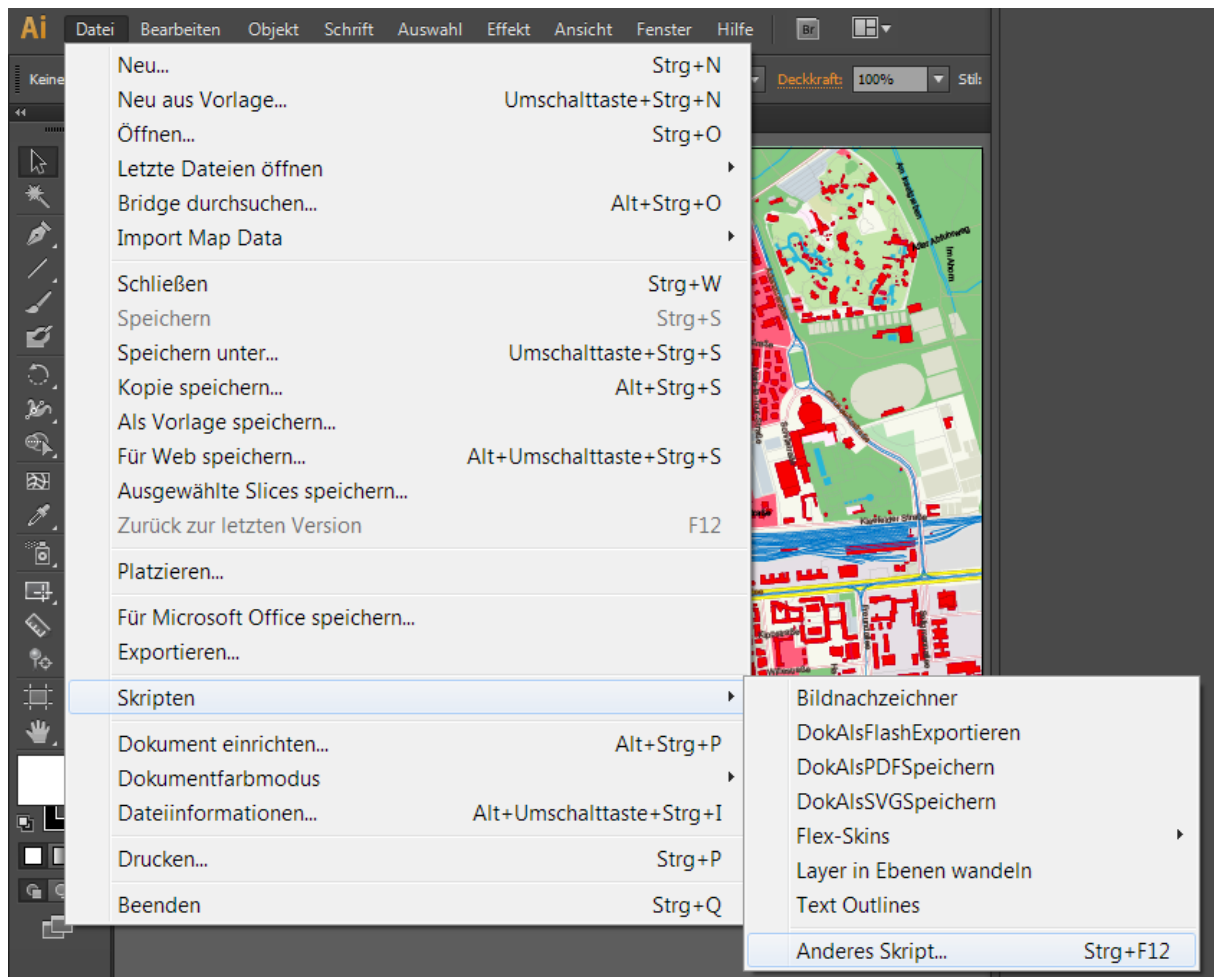 Ai Datei Bearbeiten Objekt Schrift Auswahl Effekt Ansicht Fenster Hilfe Br
Keine Deckkraft: 100% Stil:
Neu... Strg+N
Neu aus Vorlage... Umschalttaste+Strg+N
Öffnen... Strg+O
Letzte Dateien öffnen
Bridge durchsuchen... Alt+Strg+O
Import Map Data
Schließen Strg+W
Speichern Strg+S
Speichern unter... Umschalttaste+Strg+S
Kopie speichern... Alt+Strg+S
Als Vorlage speichern...
Für Web speichern... Alt+Umschalttaste+Strg+S
Ausgewählte Slices speichern...
Zurück zur letzten Version F12
Platzieren...
Für Microsoft Office speichern...
Exportieren...
Skripten
Dokument einrichten... Alt+Strg+P
Dokumentfarbmodus
Dateiinformationen... Alt+Umschalttaste+Strg+I
Drucken... Strg+P
Beenden Strg+Q
Bildnachzeichner
DokAlsFlashExportieren
DokAlsPDFSpeichern
DokAlsSVGSpeichern
Flex-Skins
Layer in Ebenen wandeln
Text Outlines
Anderes Skript... Strg+F12
Im Ahorn